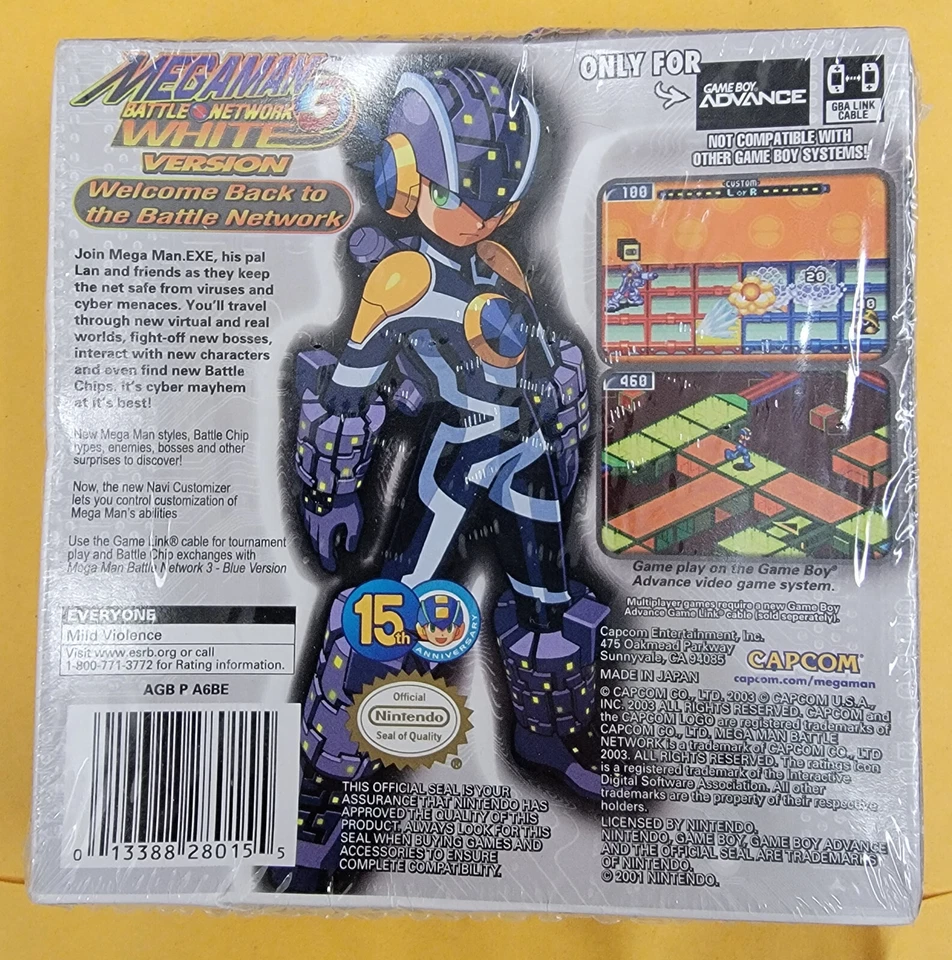 MEGAMAN
BATTLE NETWORK 3
WHITE
VERSION
Welcome Back to
the Battle Network
Join Mega Man.EXE, his pal
Lan and friends as they keep
the net safe from viruses and
cyber menaces. You'll travel
through new virtual and real
worlds, fight-off new bosses,
interact with new characters
and even find new Battle
Chips. it's cyber mayhem
at it's best!
New Mega Man styles, Battle Chip
types, enemies, bosses and other
surprises to discover!
Now, the new Navi Customizer
lets you control customization of
Mega Man's abilities
Use the Game Link® cable for tournament
play and Battle Chip exchanges with
Mega Man Battle Network 3 - Blue Version
EVERYONE
Mild Violence
Visit www.esrb.org or call
1-800-771-3772 for Rating information.
AGB P A6BE
0 13388 28015 5
15th
ANNIVERSARY
Official
Nintendo
Seal of Quality
®
THIS OFFICIAL SEAL IS YOUR
ASSURANCE THAT NINTENDO HAS
APPROVED THE QUALITY OF THIS
PRODUCT. ALWAYS LOOK FOR THIS
SEAL WHEN BUYING GAMES AND
ACCESSORIES TO ENSURE
COMPLETE COMPATIBILITY.
ONLY FOR
GAME BOY
ADVANCE
GBA LINK
CABLE
NOT COMPATIBLE WITH
OTHER GAME BOY SYSTEMS!
100
CUSTOM
L or R
20
460
Game play on the Game Boy®
Advance video game system.
Multiplayer games require a new Game Boy
Advance Game Link® cable (sold seperately).
Capcom Entertainment, Inc.
475 Oakmead Parkway
Sunnyvale, CA 94085
CAPCOM®
capcom.com/megaman
MADE IN JAPAN
© CAPCOM CO., LTD. 2003 © CAPCOM U.S.A.,
INC. 2003 ALL RIGHTS RESERVED. CAPCOM and
the CAPCOM LOGO are registered trademarks of
CAPCOM CO., LTD. MEGA MAN BATTLE
NETWORK is a trademark of CAPCOM CO., LTD
2003. ALL RIGHTS RESERVED. The ratings icon
is a registered trademark of the Interactive
Digital Software Association. All other
trademarks are the property of their respective
holders.
LICENSED BY NINTENDO.
NINTENDO, GAME BOY, GAME BOY ADVANCE
AND THE OFFICIAL SEAL ARE TRADEMARKS
OF NINTENDO.
© 2001 NINTENDO.